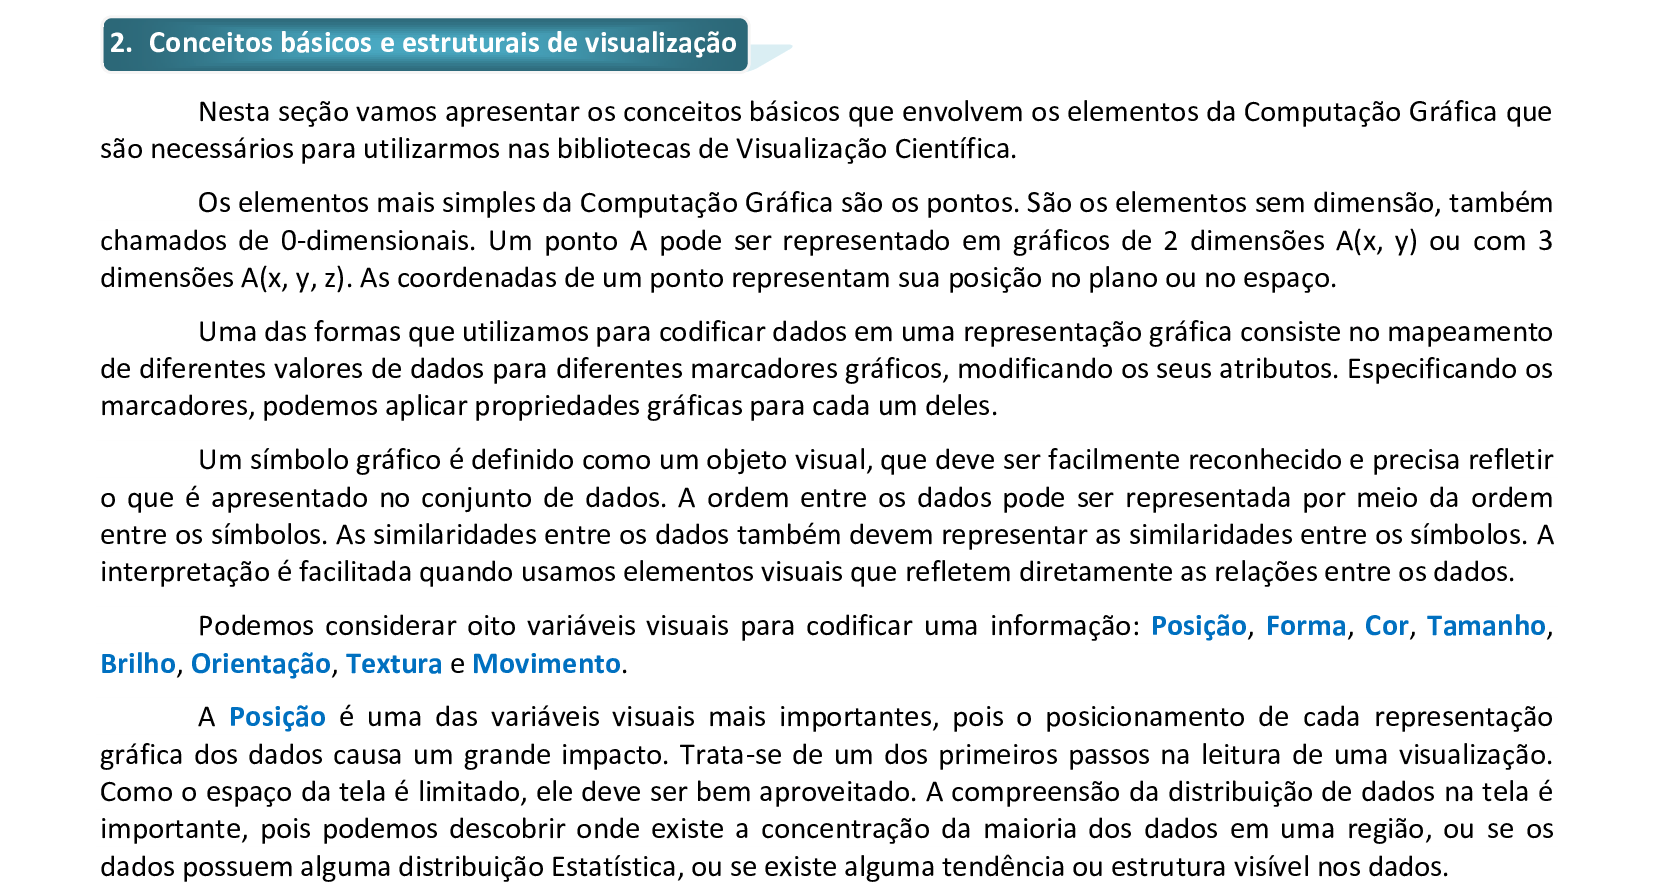 2. Conceitos básicos e estruturais de visualização
Nesta seção vamos apresentar os conceitos básicos que envolvem os elementos da Computação Gráfica que
são necessários para utilizarmos nas bibliotecas de Visualização Científica.
Os elementos mais simples da Computação Gráfica são os pontos. São os elementos sem dimensão, também
chamados de 0-dimensionais. Um ponto A pode ser representado em gráficos de 2 dimensões A(x, y) ou com 3
dimensões A(x, y, z). As coordenadas de um ponto representam sua posição no plano ou no espaço.
Uma das formas que utilizamos para codificar dados em uma representação gráfica consiste no mapeamento
de diferentes valores de dados para diferentes marcadores gráficos, modificando os seus atributos. Especificando os
marcadores, podemos aplicar propriedades gráficas para cada um deles.
Um símbolo gráfico é definido como um objeto visual, que deve ser facilmente reconhecido e precisa refletir
o que é apresentado no conjunto de dados. A ordem entre os dados pode ser representada por meio da ordem
entre os símbolos. As similaridades entre os dados também devem representar as similaridades entre os símbolos. A
interpretação é facilitada quando usamos elementos visuais que refletem diretamente as relações entre os dados.
Podemos considerar oito variáveis visuais para codificar uma informação: Posição, Forma, Cor, Tamanho,
Brilho, Orientação, Textura e Movimento.
A Posição é uma das variáveis visuais mais importantes, pois o posicionamento de cada representação
gráfica dos dados causa um grande impacto. Trata-se de um dos primeiros passos na leitura de uma visualização.
Como o espaço da tela é limitado, ele deve ser bem aproveitado. A compreensão da distribuição de dados na tela é
importante, pois podemos descobrir onde existe a concentração da maioria dos dados em uma região, ou se os
dados possuem alguma distribuição Estatística, ou se existe alguma tendência ou estrutura visível nos dados.